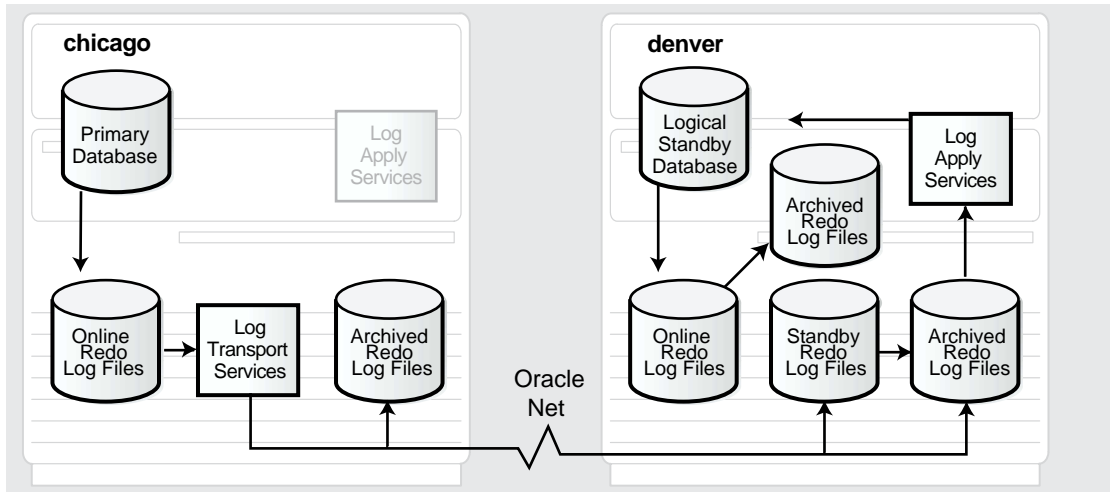 chicago
Primary
Database
Log
Apply
Services
Online
Redo
Log Files
Log
Transport
Services
Archived
Redo
Log Files
Oracle
Net
denver
Logical
Standby
Database
Archived
Redo
Log Files
Log
Apply
Services
Online
Redo
Log Files
Standby
Redo
Log Files
Archived
Redo
Log Files